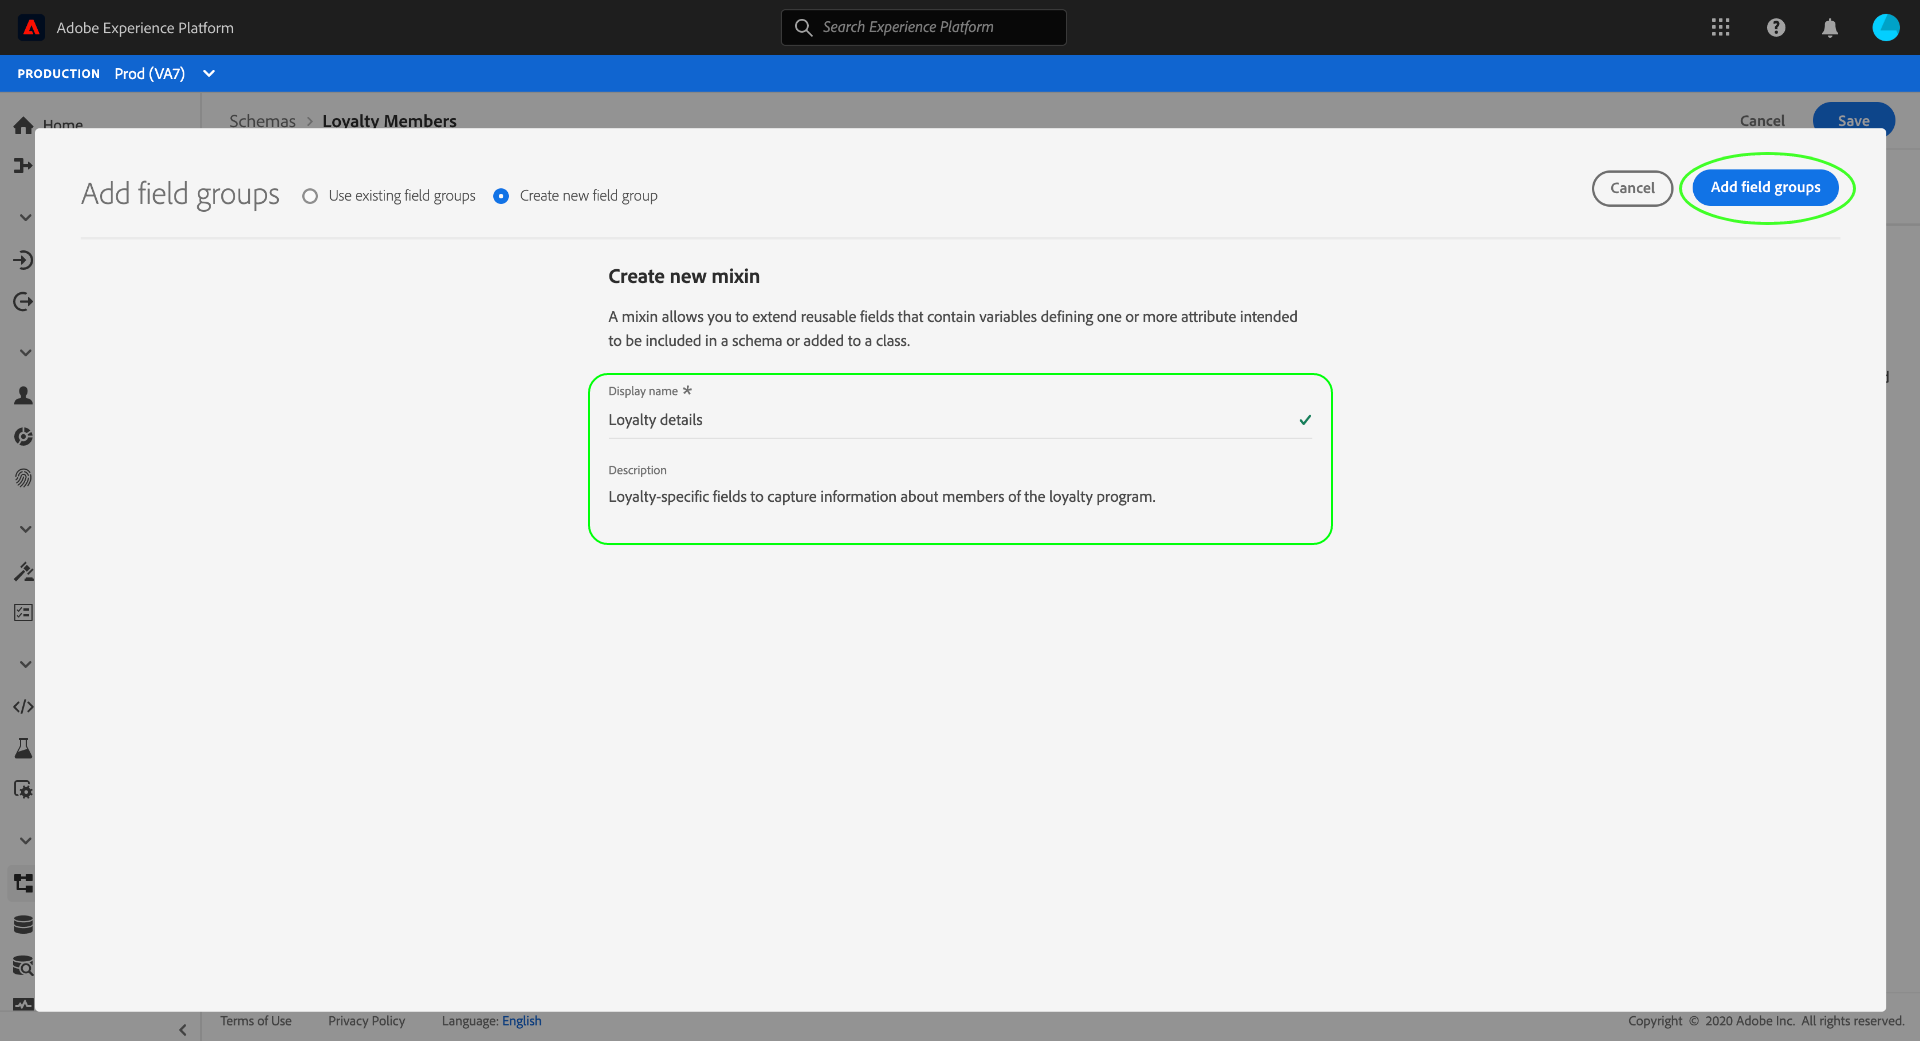 Adobe Experience Platform
Search Experience Platform
PRODUCTION Prod (VA7)
Home
Schemas > Loyalty Members
Cancel
Save
Add field groups
Use existing field groups
Create new field group
Cancel
Add field groups
Create new mixin
A mixin allows you to extend reusable fields that contain variables defining one or more attribute intended
to be included in a schema or added to a class.
Display name *
Loyalty details
Description
Loyalty-specific fields to capture information about members of the loyalty program.
Terms of Use
Privacy Policy
Language: English
Copyright © 2020 Adobe Inc. All rights reserved.